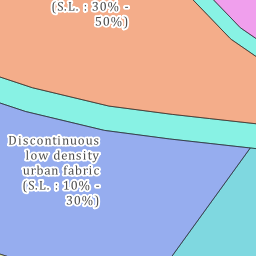 (S.L. : 30% -
50%)
Discontinuous
low density
urban fabric
(S.L. : 10% -
30%)